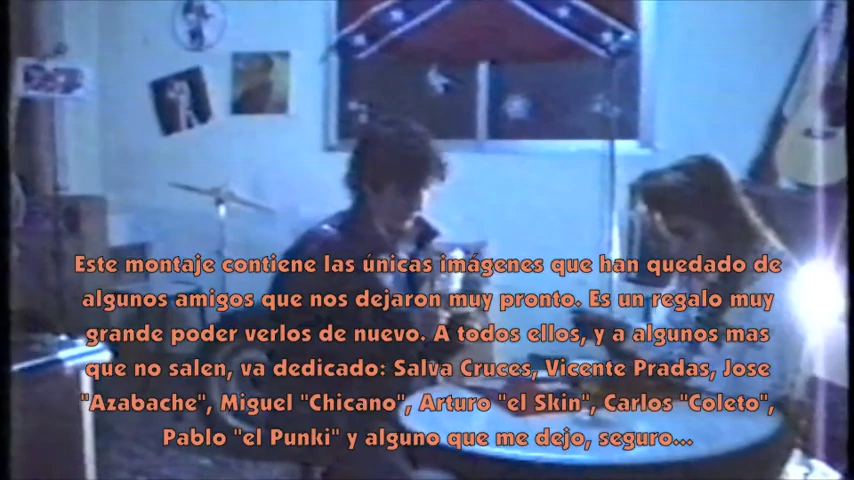 Este montaje contiene las únicas imágenes que han quedado de
algunos amigos que nos dejaron muy pronto. Es un regalo muy
grande poder verlos de nuevo. A todos ellos, y a algunos mas
que no salen, va dedicado: Salva Cruces, Vicente Pradas, Jose
"Azabache", Miguel "Chicano", Arturo "el Skin", Carlos "Coleto",
Pablo "el Punki" y alguno que me dejo, seguro...